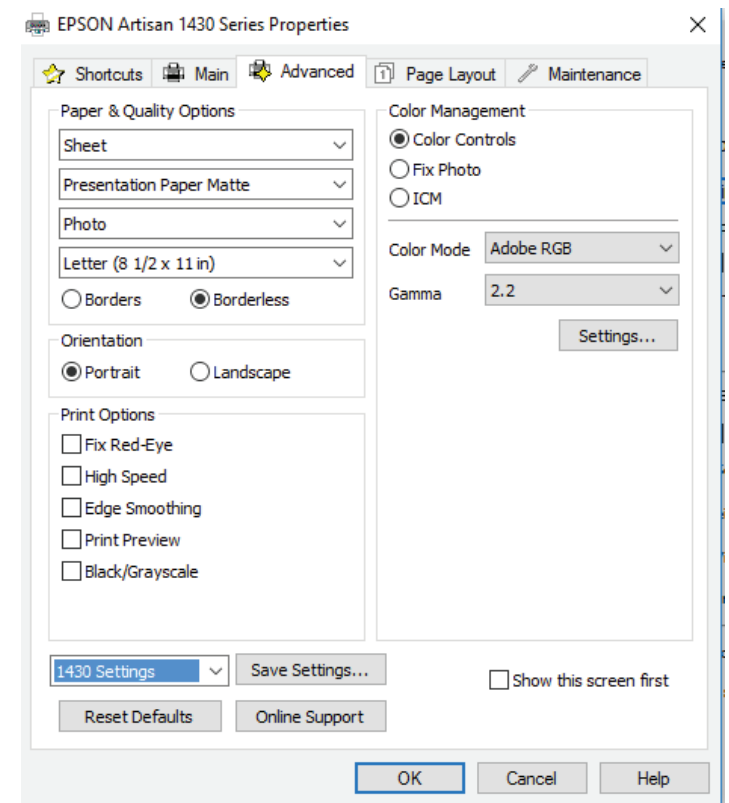 EPSON Artisan 1430 Series Properties
Shortcuts Main Advanced 1 Page Layout Maintenance
Paper & Quality Options
Sheet
Presentation Paper Matte
Photo
Letter (8 1/2 x 11 in)
Borders Borderless
Orientation
Portrait Landscape
Print Options
Fix Red-Eye
High Speed
Edge Smoothing
Print Preview
Black/Grayscale
Color Management
Color Controls
Fix Photo
ICM
Color Mode Adobe RGB
Gamma 2.2
Settings...
1430 Settings Save Settings... Show this screen first
Reset Defaults Online Support
OK Cancel Help